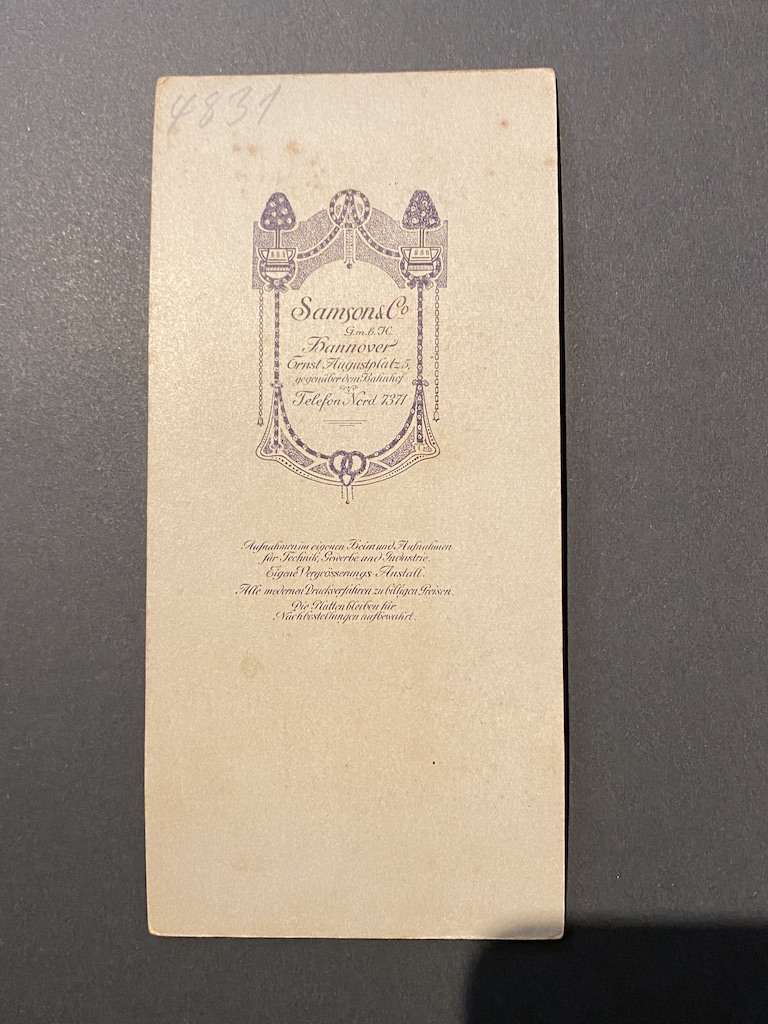 4831
Samson & Co
G.m.b.H.
Hannover
Ernst Augustplatz 5,
gegenüber dem Bahnhof
Telefon Nord 7371
Aufnahmen im eigenen Heim und Aufnahmen
für Technik, Gewerbe und Industrie.
Eigene Vergrösserungs Anstalt.
Alle modernen Druckverfahren zu billigen Preisen.
Die Platten bleiben für
Nachbestellungen aufbewahrt.